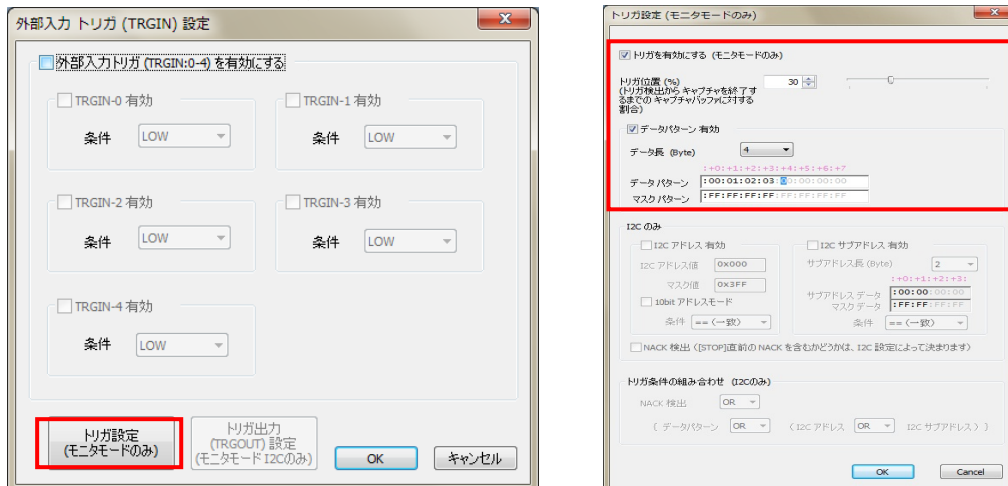 外部入力 トリガ (TRGIN) 設定
外部入力トリガ (TRGIN:0-4) を有効にする
TRGIN-0 有効
条件 LOW
TRGIN-1 有効
条件 LOW
TRGIN-2 有効
条件 LOW
TRGIN-3 有効
条件 LOW
TRGIN-4 有効
条件 LOW
トリガ設定
(モニタモードのみ)
トリガ出力
(TRGOUT) 設定
(モニタモード I2Cのみ)
OK
キャンセル
トリガ設定 (モニタモードのみ)
トリガを有効にする (モニタモードのみ)
トリガ位置 (%) 30
(トリガ検出から キャプチャを終了す
るまでの キャプチャバッファに対する
割合)
データパターン 有効
データ長 (Byte) 4
:+0:+1:+2:+3:+4:+5:+6:+7
データ パターン :00:01:02:03:00:00:00:00
マスク パターン :FF:FF:FF:FF:FF:FF:FF:FF
I2C のみ
I2C アドレス 有効
I2C アドレス値 0x000
マスク値 0x3FF
10bit アドレスモード
条件 == (一致)
I2C サブアドレス 有効
サブアドレス長 (Byte) 2
:+0:+1:+2:+3:
サブアドレス データ :00:00:00:00
マスク データ :FF:FF:FF:FF
条件 == (一致)
NACK 検出 ([STOP]直前の NACK を含むかどうかは、I2C 設定によって決まります)
トリガ条件の組み合わせ (I2Cのみ)
NACK 検出 OR
( データパターン OR (I2C アドレス OR I2C サブアドレス) )
OK
Cancel